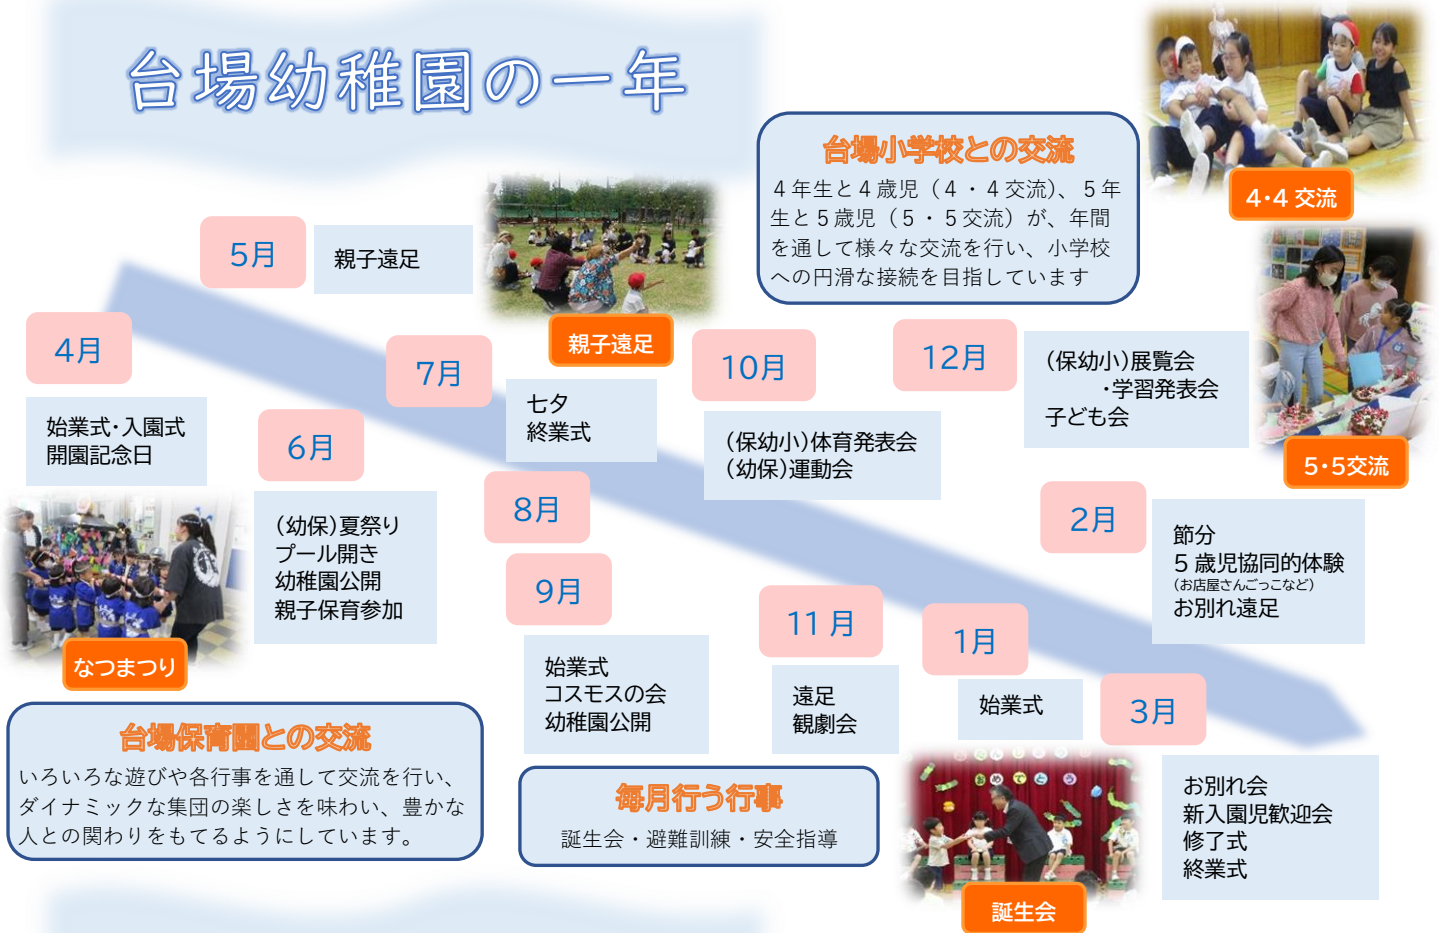 台場幼稚園の一年
台場小学校との交流
４年生と４歳児（４・４交流）、５年
生と５歳児（５・５交流）が、年間
を通して様々な交流を行い、小学校
への円滑な接続を目指しています
4・4 交流
5・5交流
4月
始業式・入園式
開園記念日
5月
親子遠足
親子遠足
6月
(幼保)夏祭り
プール開き
幼稚園公開
親子保育参加
なつまつり
7月
七夕
終業式
8月
9月
始業式
コスモスの会
幼稚園公開
10月
(保幼小)体育発表会
(幼保)運動会
11 月
遠足
観劇会
12月
(保幼小)展覧会
・学習発表会
子ども会
1月
始業式
2月
節分
5 歳児協同的体験
(お店屋さんごっこなど)
お別れ遠足
3月
お別れ会
新入園児歓迎会
修了式
終業式
台場保育園との交流
いろいろな遊びや各行事を通して交流を行い、
ダイナミックな集団の楽しさを味わい、豊かな
人との関わりをもてるようにしています。
毎月行う行事
誕生会・避難訓練・安全指導
おめでとう
誕生会